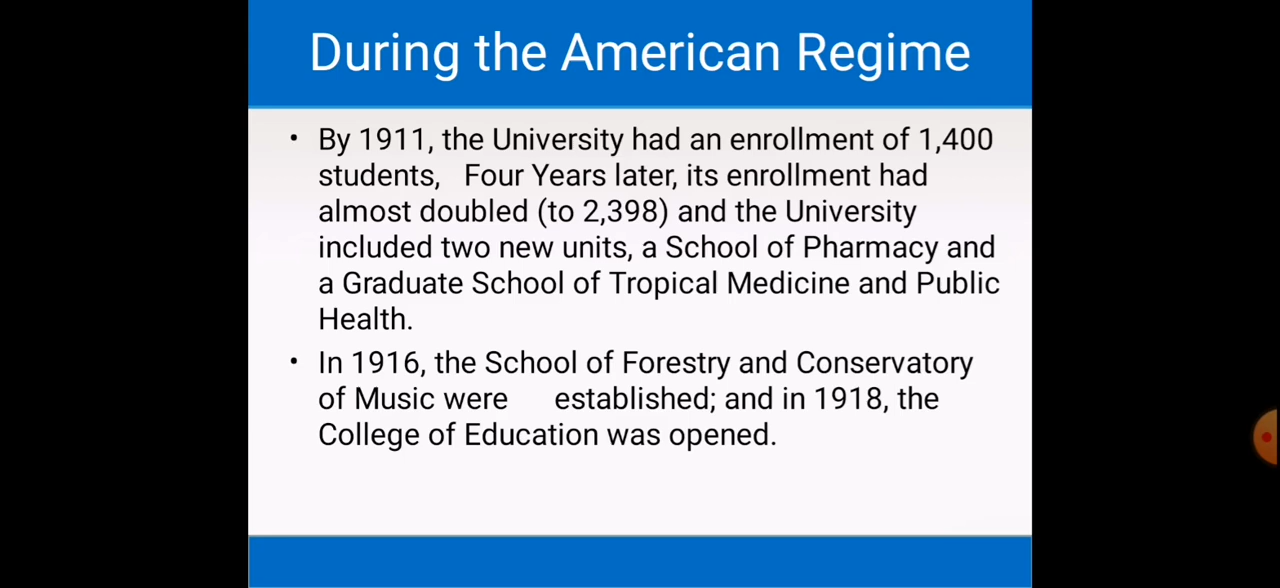 During the American Regime
• By 1911, the University had an enrollment of 1,400
students, Four Years later, its enrollment had
almost doubled (to 2,398) and the University
included two new units, a School of Pharmacy and
a Graduate School of Tropical Medicine and Public
Health.
• In 1916, the School of Forestry and Conservatory
of Music were established; and in 1918, the
College of Education was opened.